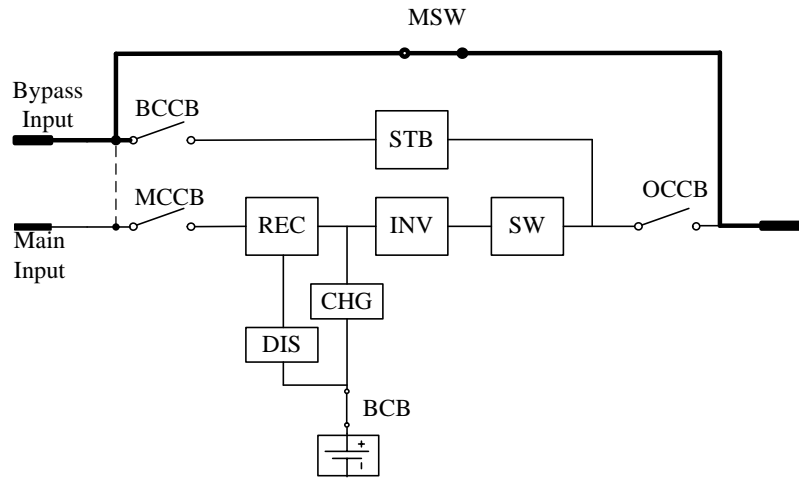 MSW
Bypass
Input
BCCB
STB
MCCB
OCCB
REC
INV
SW
Main
Input
CHG
DIS
BCB
+
-